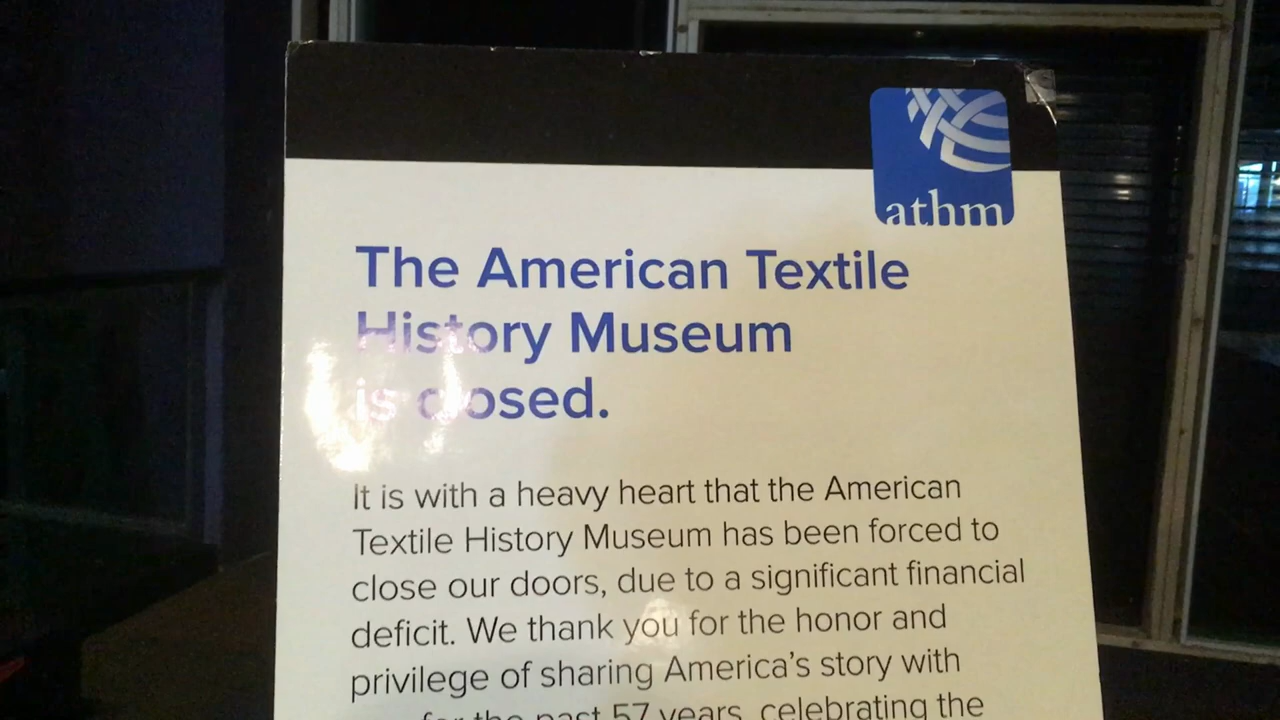 athm
The American Textile
History Museum
is closed.
It is with a heavy heart that the American
Textile History Museum has been forced to
close our doors, due to a significant financial
deficit. We thank you for the honor and
privilege of sharing America's story with
for the past 57 years, celebrating the